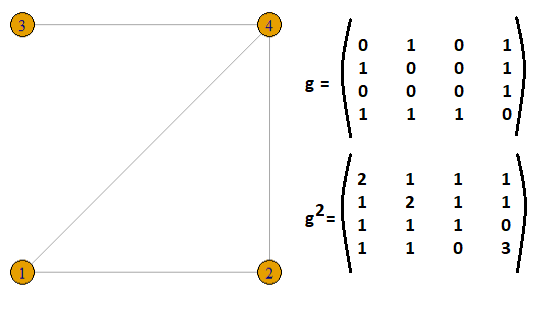 3 4
1 2
g = 0 1 0 1
1 0 0 1
0 0 0 1
1 1 1 0
g2= 2 1 1 1
1 2 1 1
1 1 1 0
1 1 0 3